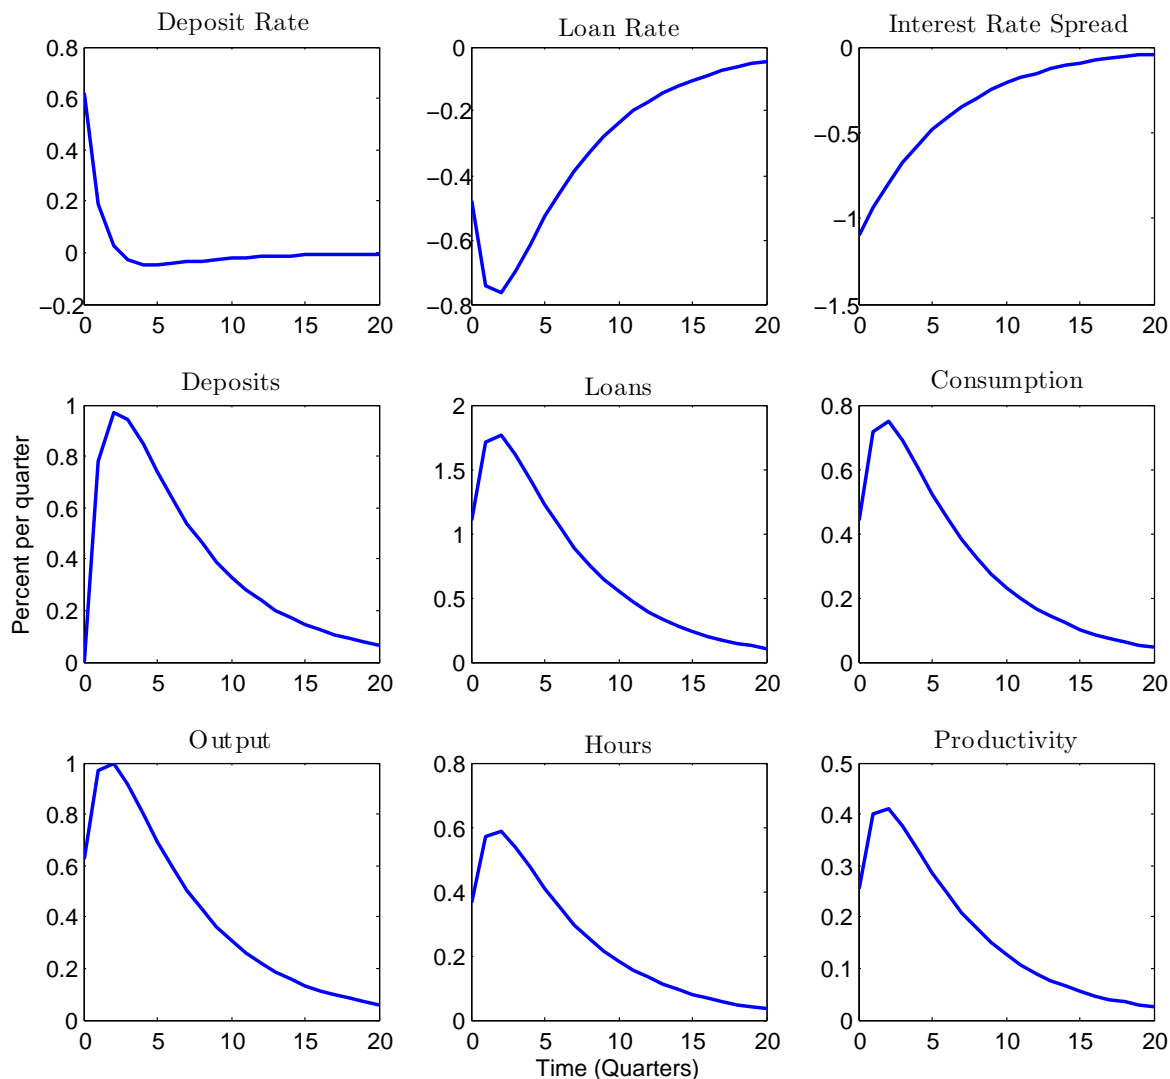 Deposit Rate
Loan Rate
Interest Rate Spread
0.8
0.6
0.4
0.2
0
−0.2
0 5 10 15 20
0
−0.2
−0.4
−0.6
−0.8
0 5 10 15 20
0
−0.5
−1
−1.5
0 5 10 15 20
Deposits
Loans
Consumption
Percent per quarter
1
0.8
0.6
0.4
0.2
0
0 5 10 15 20
2
1.5
1
0.5
0
0 5 10 15 20
0.8
0.6
0.4
0.2
0
0 5 10 15 20
Output
Hours
Productivity
1
0.8
0.6
0.4
0.2
0
0 5 10 15 20
0.8
0.6
0.4
0.2
0
0 5 10 15 20
0.5
0.4
0.3
0.2
0.1
0
0 5 10 15 20
Time (Quarters)